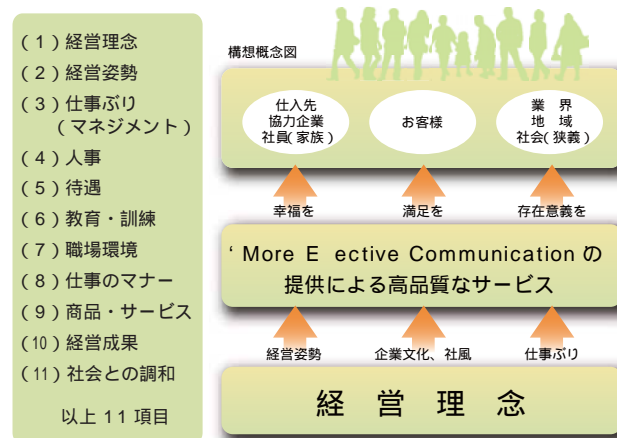 (1)経営理念
(2)経営姿勢
(3)仕事ぶり
(マネジメント)
(4)人事
(5)待遇
(6)教育・訓練
(7)職場環境
(8)仕事のマナー
(9)商品・サービス
(10)経営成果
(11)社会との調和
以上11項目
構想概念図
仕入先
協力企業
社員(家族)
お客様
業 界
地 域
社会(狭義)
幸福を
満足を
存在意義を
‘More E ective Communication の
提供による高品質なサービス
経営姿勢
企業文化、社風
仕事ぶり
経 営 理 念